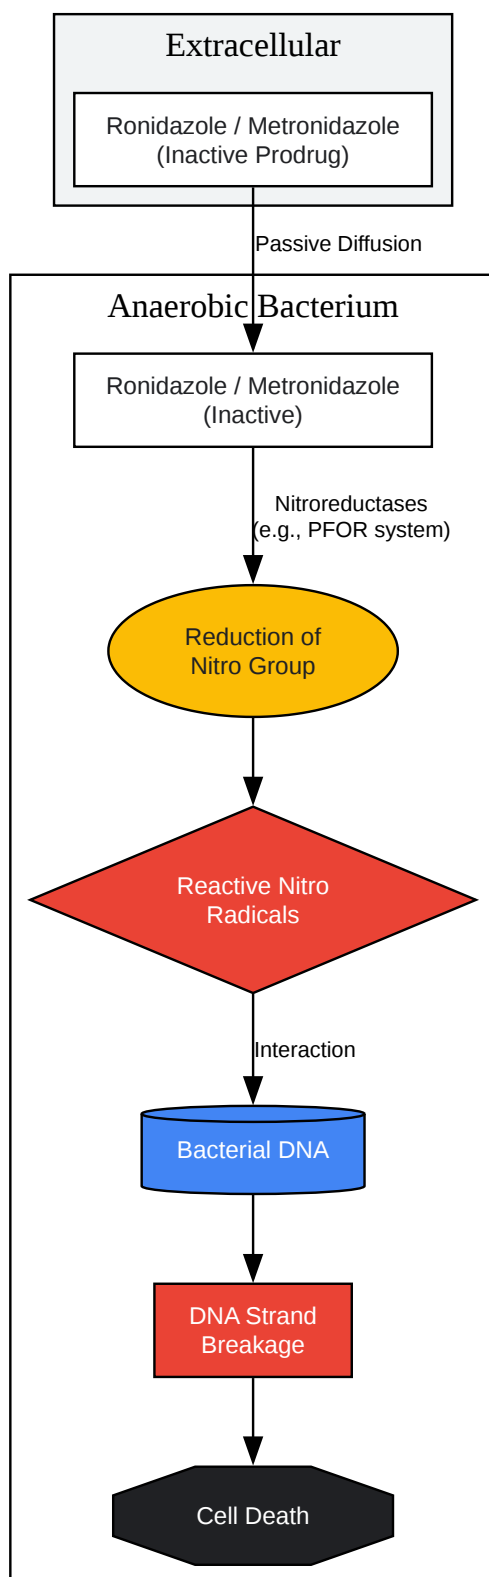 Extracellular
Ronidazole / Metronidazole
(Inactive Prodrug)
Passive Diffusion
Anaerobic Bacterium
Ronidazole / Metronidazole
(Inactive)
Nitroreductases
(e.g., PFOR system)
Reduction of
Nitro Group
Reactive Nitro
Radicals
Interaction
Bacterial DNA
DNA Strand
Breakage
Cell Death